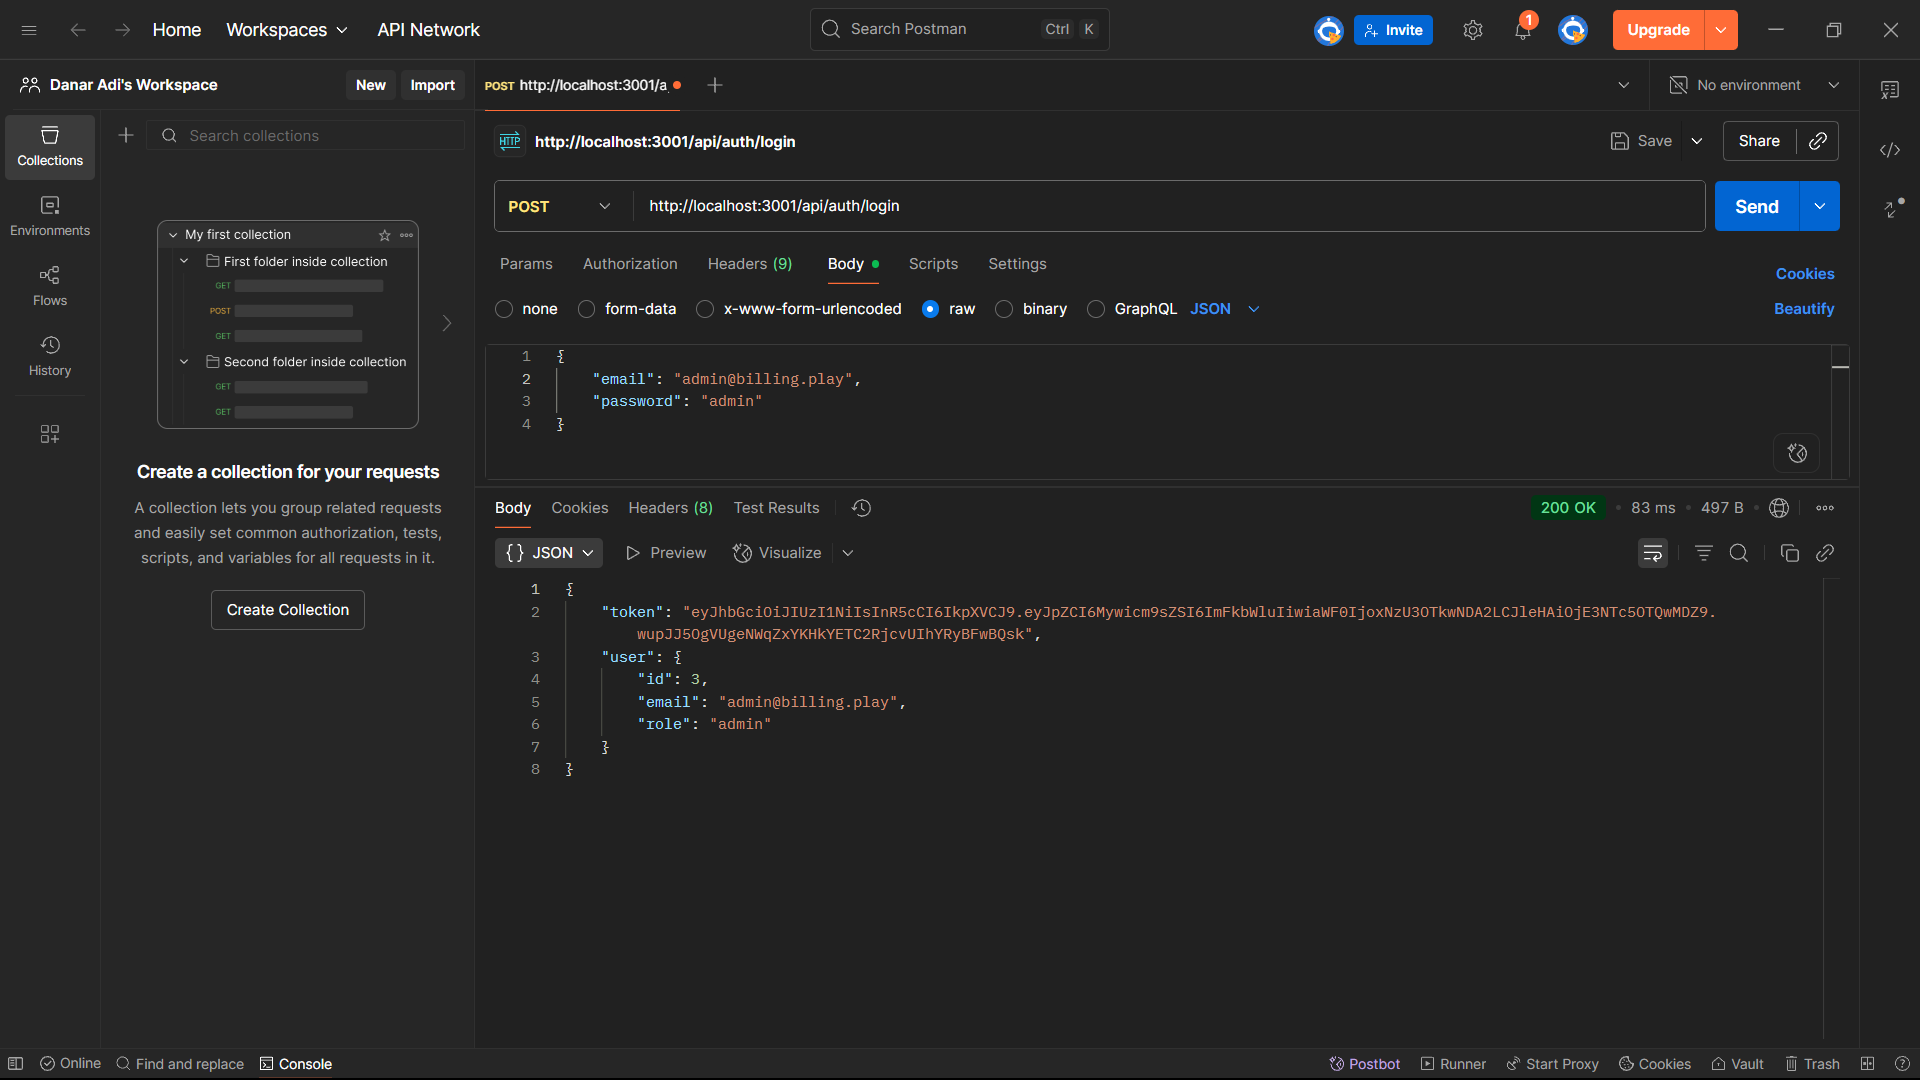 Home
Workspaces
API Network
Search Postman
Ctrl K
Invite
1
Upgrade
Danar Adi's Workspace
New
Import
POST http://localhost:3001/a
No environment
Collections
Environments
Flows
History
Search collections
My first collection
First folder inside collection
GET
POST
GET
Second folder inside collection
GET
GET
Create a collection for your requests
A collection lets you group related requests
and easily set common authorization, tests,
scripts, and variables for all requests in it.
Create Collection
HTTP http://localhost:3001/api/auth/login
Save
Share
POST
http://localhost:3001/api/auth/login
Send
Params
Authorization
Headers (9)
Body
Scripts
Settings
Cookies
none
form-data
x-www-form-urlencoded
raw
binary
GraphQL
JSON
Beautify
1 {
2 "email": "admin@billing.play",
3 "password": "admin"
4 }
Body
Cookies
Headers (8)
Test Results
200 OK
83 ms
497 B
{} JSON
Preview
Visualize
1 {
2 "token": "eyJhbGciOiJIUzI1NiIsInR5cCI6IkpXVCJ9.eyJpZCI6Mywicm9sZSI6ImFkbWluIiwiaWF0IjoxNzU3OTkwNDA2LCJleHAiOjE3NTc5OTQwMDZ9.
wupJJ5OgVUgeNWqZxYKHkYETC2RjcvUIhYRyBFwBQsk",
3 "user": {
4 "id": 3,
5 "email": "admin@billing.play",
6 "role": "admin"
7 }
8 }
Online
Find and replace
Console
Postbot
Runner
Start Proxy
Cookies
Vault
Trash